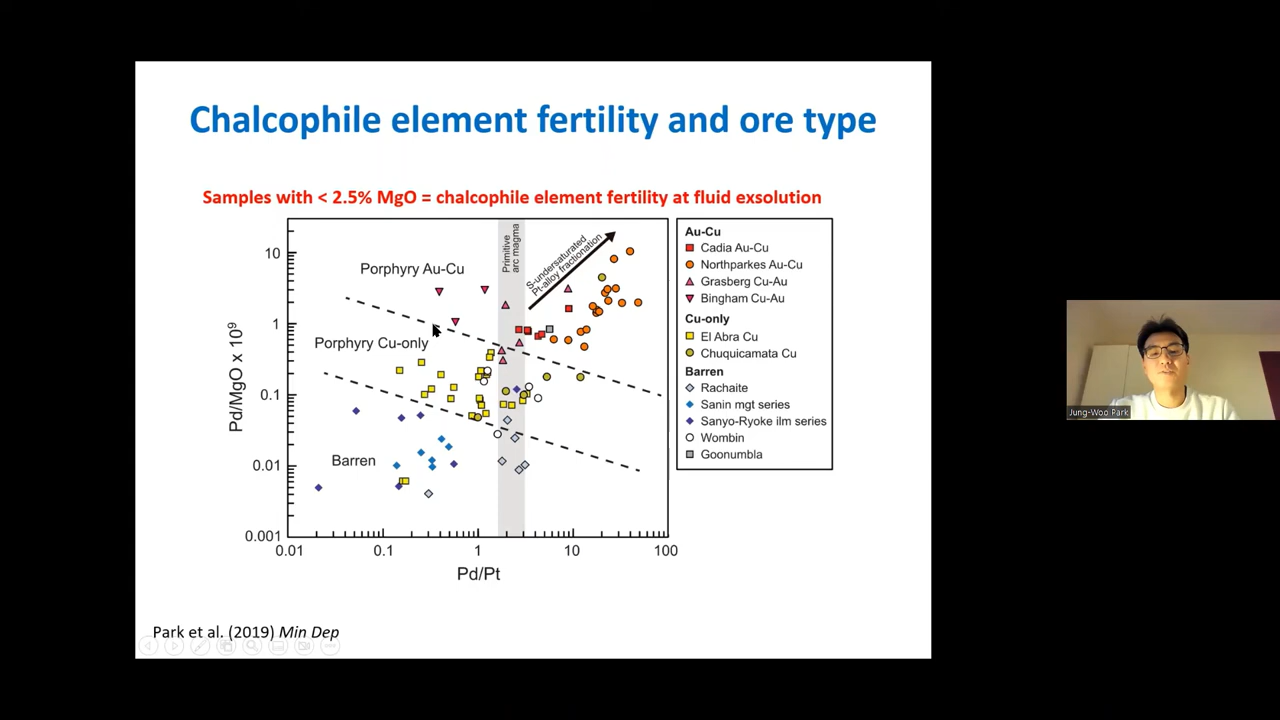 Chalcophile element fertility and ore type
Samples with < 2.5% MgO = chalcophile element fertility at fluid exsolution
Pd/MgO x 10⁹
10
1
0.1
0.01
0.001
0.01
0.1
1
10
100
Pd/Pt
Porphyry Au-Cu
Porphyry Cu-only
Barren
Primitive
arc magma
S-undersaturated
Pt-alloy fractionation
Au-Cu
Cadia Au-Cu
Northparkes Au-Cu
Grasberg Cu-Au
Bingham Cu-Au
Cu-only
El Abra Cu
Chuquicamata Cu
Barren
Rachaite
Sanin mgt series
Sanyo-Ryoke ilm series
Wombin
Goonumbla
Park et al. (2019) Min Dep
Jung-Woo Park